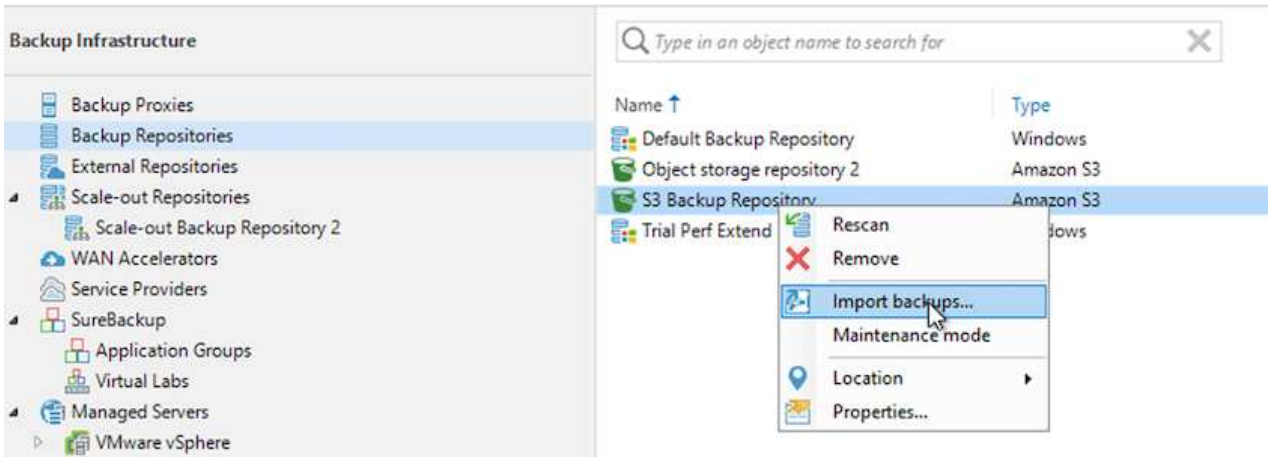 Backup Infrastructure
Backup Proxies
Backup Repositories
External Repositories
Scale-out Repositories
Scale-out Backup Repository 2
WAN Accelerators
Service Providers
SureBackup
Application Groups
Virtual Labs
Managed Servers
VMware vSphere
Type in an object name to search for
Name Type
Default Backup Repository Windows
Object storage repository 2 Amazon S3
S3 Backup Repository Amazon S3
Trial Perf Extend dows
Rescan
Remove
Import backups...
Maintenance mode
Location
Properties...